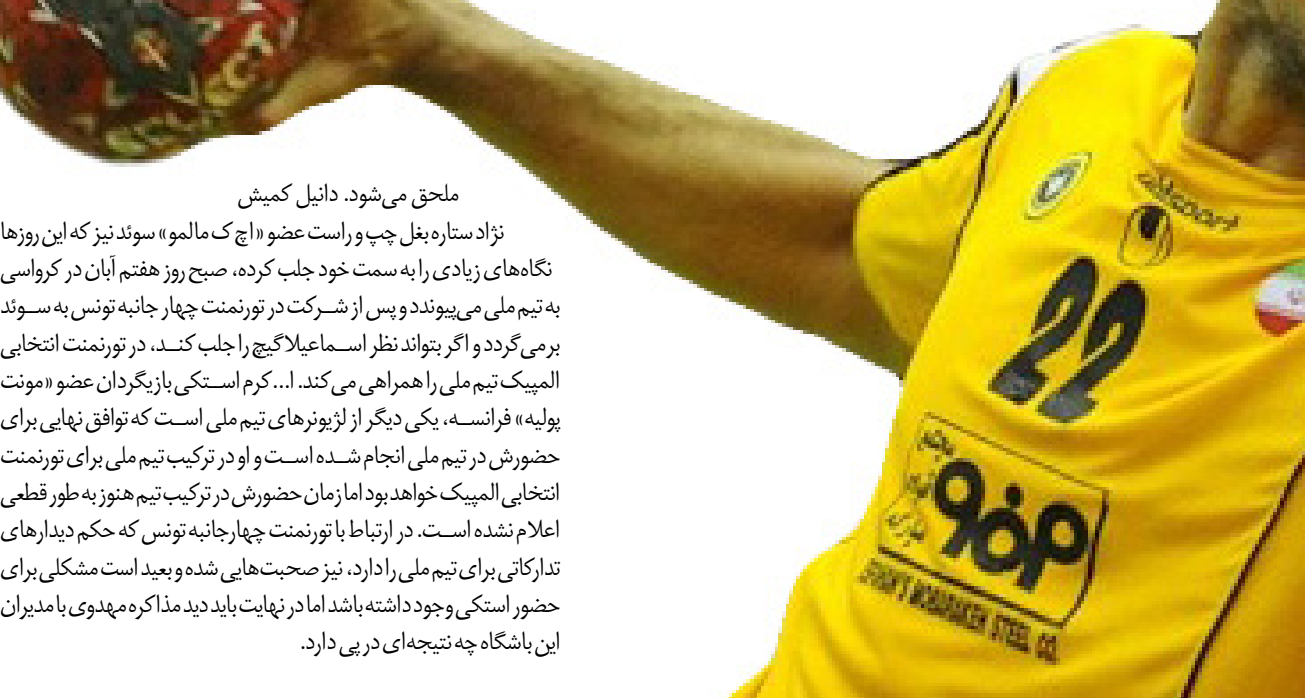 ملحق می‌شود. دانیل کمیش
نژاد ستاره بغل چپ و راست عضو «اچ ک مالمو» سوئد نیز که این روزها
نگاه‌های زیادی را به سمت خود جلب کرده، صبح روز هفتم آبان در کرواسی
به تیم ملی می‌پیوندد و پس از شرکت در تورنمنت چهار جانبه تونس به سوئد
برمی‌گردد و اگر بتواند نظر اسماعیلاگیچ را جلب کند، در تورنمنت انتخابی
المپیک تیم ملی را همراهی می‌کند. ا... کرم استکی بازیگردان عضو «مونت
پولیه» فرانسه، یکی دیگر از لژیونرهای تیم ملی است که توافق نهایی برای
حضورش در تیم ملی انجام شده است و او در ترکیب تیم ملی برای تورنمنت
انتخابی المپیک خواهد بود اما زمان حضورش در ترکیب تیم هنوز به طور قطعی
اعلام نشده است. در ارتباط با تورنمنت چهارجانبه تونس که حکم دیدارهای
تدارکاتی برای تیم ملی را دارد، نیز صحبت‌هایی شده و بعید است مشکلی برای
حضور استکی وجود داشته باشد اما در نهایت باید دید مذاکره مهدوی با مدیران
این باشگاه چه نتیجه‌ای در پی دارد.
uhlsport
22
MOBARAKEH STEEL CO.